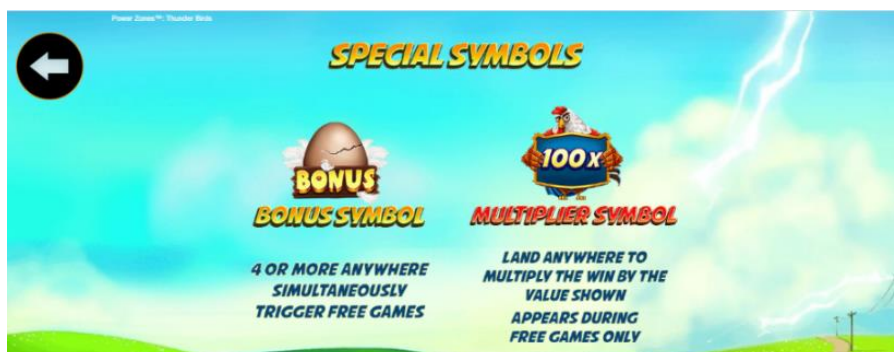 Power Zones™: Thunder Birds
SPECIAL SYMBOLS
BONUS
BONUS SYMBOL
4 OR MORE ANYWHERE
SIMULTANEOUSLY
TRIGGER FREE GAMES
100X
MULTIPLIER SYMBOL
LAND ANYWHERE TO
MULTIPLY THE WIN BY THE
VALUE SHOWN
APPEARS DURING
FREE GAMES ONLY